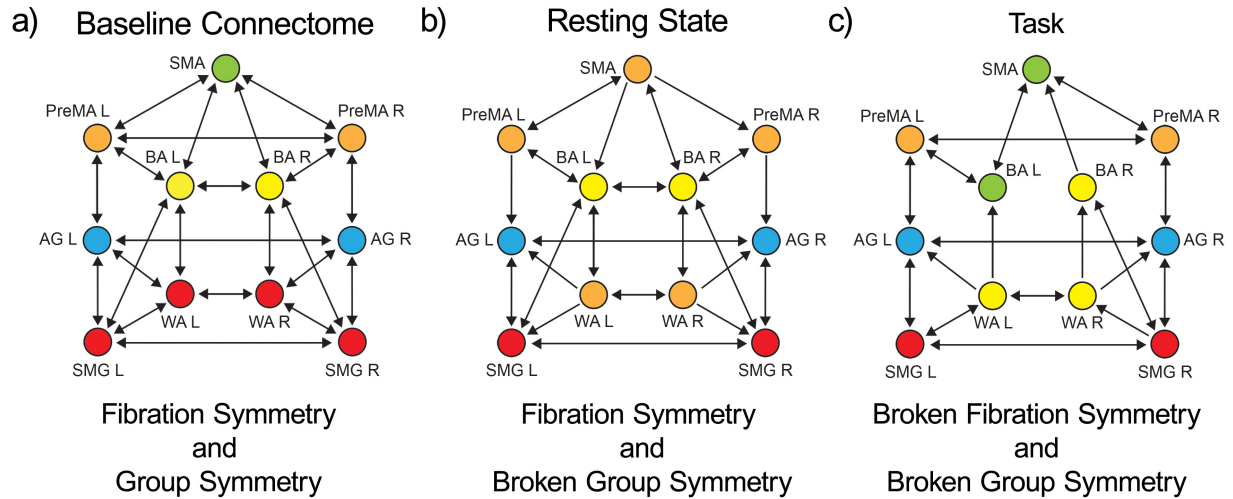 a) Baseline Connectome
SMA
PreMA L
PreMA R
BA L
BA R
AG L
AG R
WA L
WA R
SMG L
SMG R
Fibration Symmetry
and
Group Symmetry
b) Resting State
SMA
PreMA L
PreMA R
BA L
BA R
AG L
AG R
WA L
WA R
SMG L
SMG R
Fibration Symmetry
and
Broken Group Symmetry
c) Task
SMA
PreMA L
PreMA R
BA L
BA R
AG L
AG R
WA L
WA R
SMG L
SMG R
Broken Fibration Symmetry
and
Broken Group Symmetry